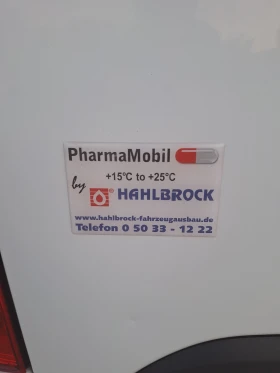 PharmaMobil
+15°C to +25°C
by ® HAHLBROCK
www.hahlbrock-fahrzeugausbau.de
Telefon 0 50 33 - 12 22